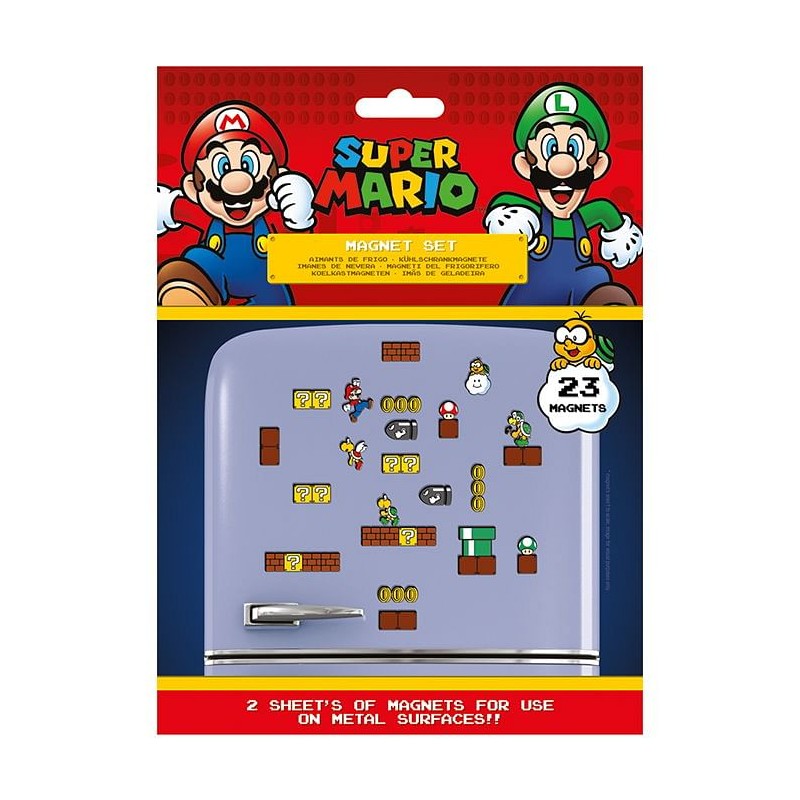 M
L
SUPER
MARIO
MAGNET SET
AIMANTS DE FRIGO · KÜHLSCHRANKMAGNETE
IMANES DE NEVERA · MAGNETI DEL FRIGORIFERO
KOELKASTMAGNETEN · IMÃS DE GELADEIRA
23
MAGNETS
? ?
? ?
? ?
?
?
2 SHEET'S OF MAGNETS FOR USE
ON METAL SURFACES!!